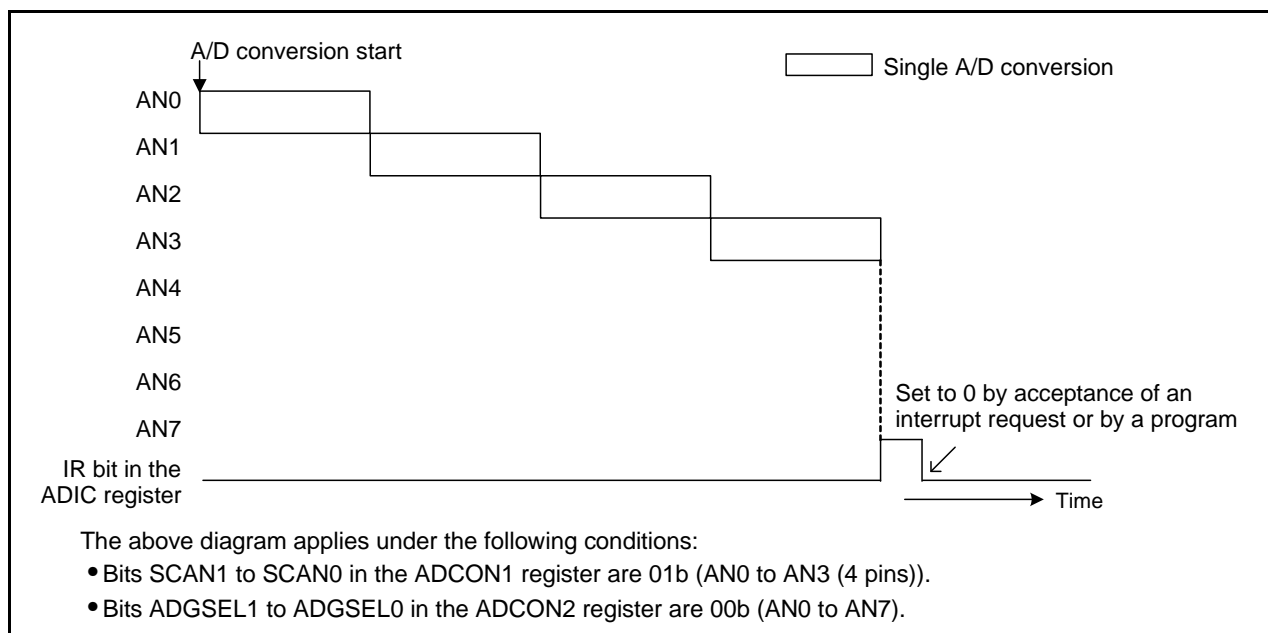 A/D conversion start
Single A/D conversion
AN0
AN1
AN2
AN3
AN4
AN5
AN6
AN7
Set to 0 by acceptance of an
interrupt request or by a program
IR bit in the
ADIC register
Time
The above diagram applies under the following conditions:
• Bits SCAN1 to SCAN0 in the ADCON1 register are 01b (AN0 to AN3 (4 pins)).
• Bits ADGSEL1 to ADGSEL0 in the ADCON2 register are 00b (AN0 to AN7).